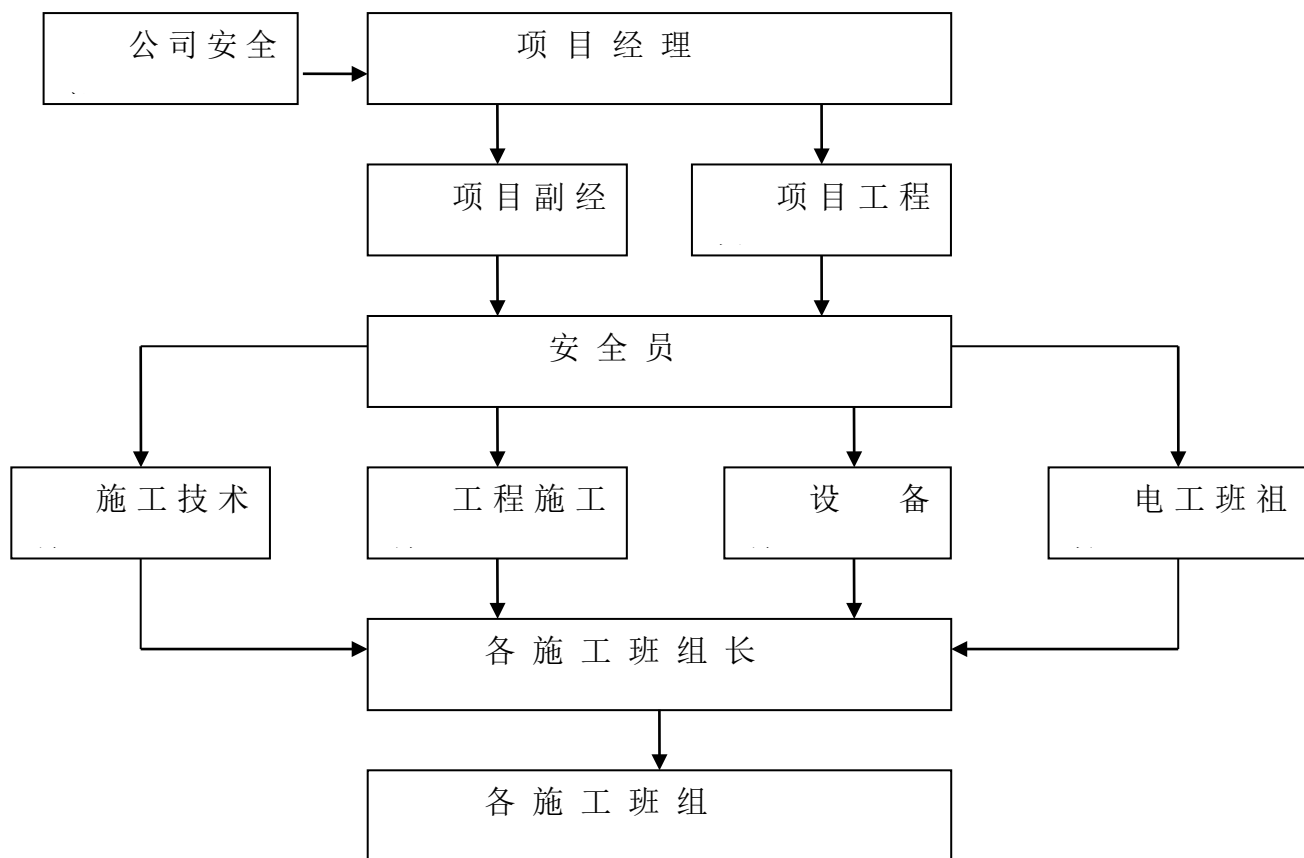 公司安全
项目经理
项目副经
项目工程
安全员
施工技术
工程施工
设 备
电工班祖
各施工班组长
各施工班组